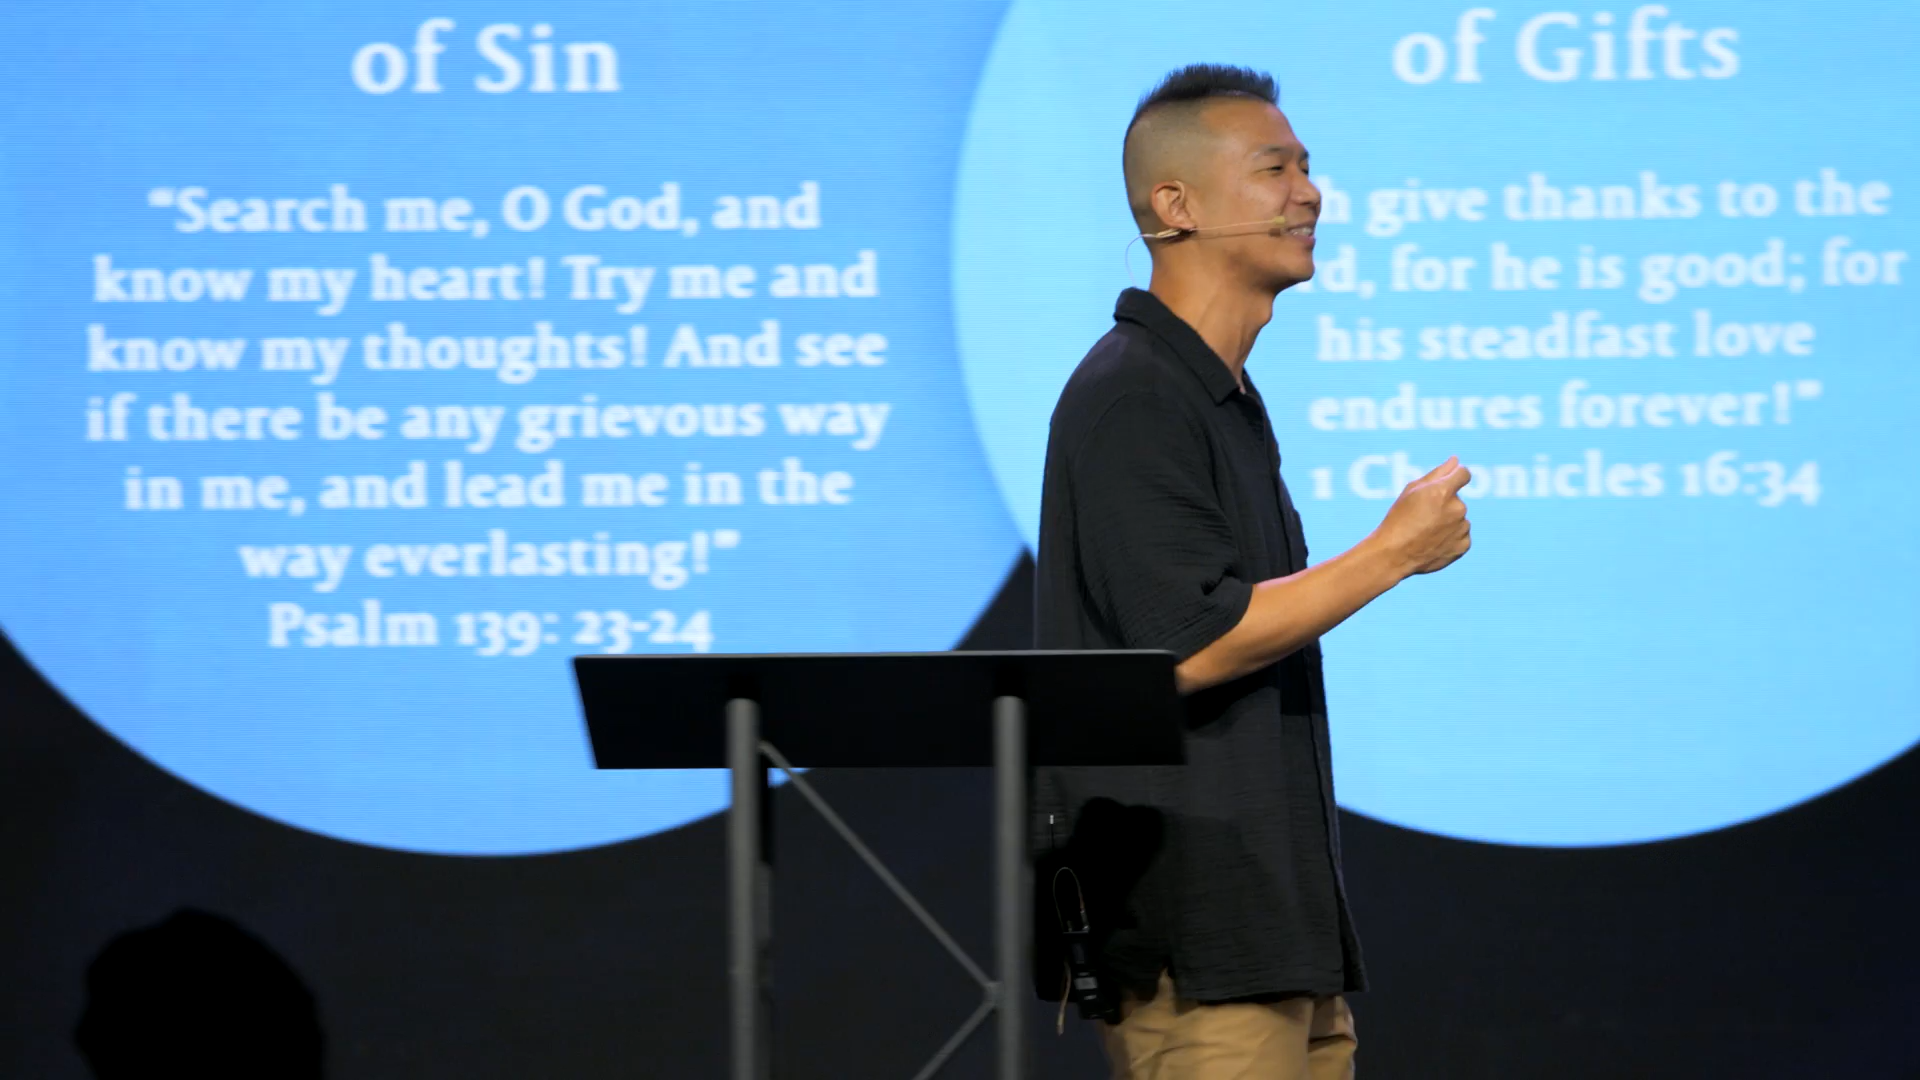 of Sin
“Search me, O God, and
know my heart! Try me and
know my thoughts! And see
if there be any grievous way
in me, and lead me in the
way everlasting!”
Psalm 139: 23-24
of Gifts
give thanks to the
for he is good; for
his steadfast love
endures forever!”
1 Chronicles 16:34